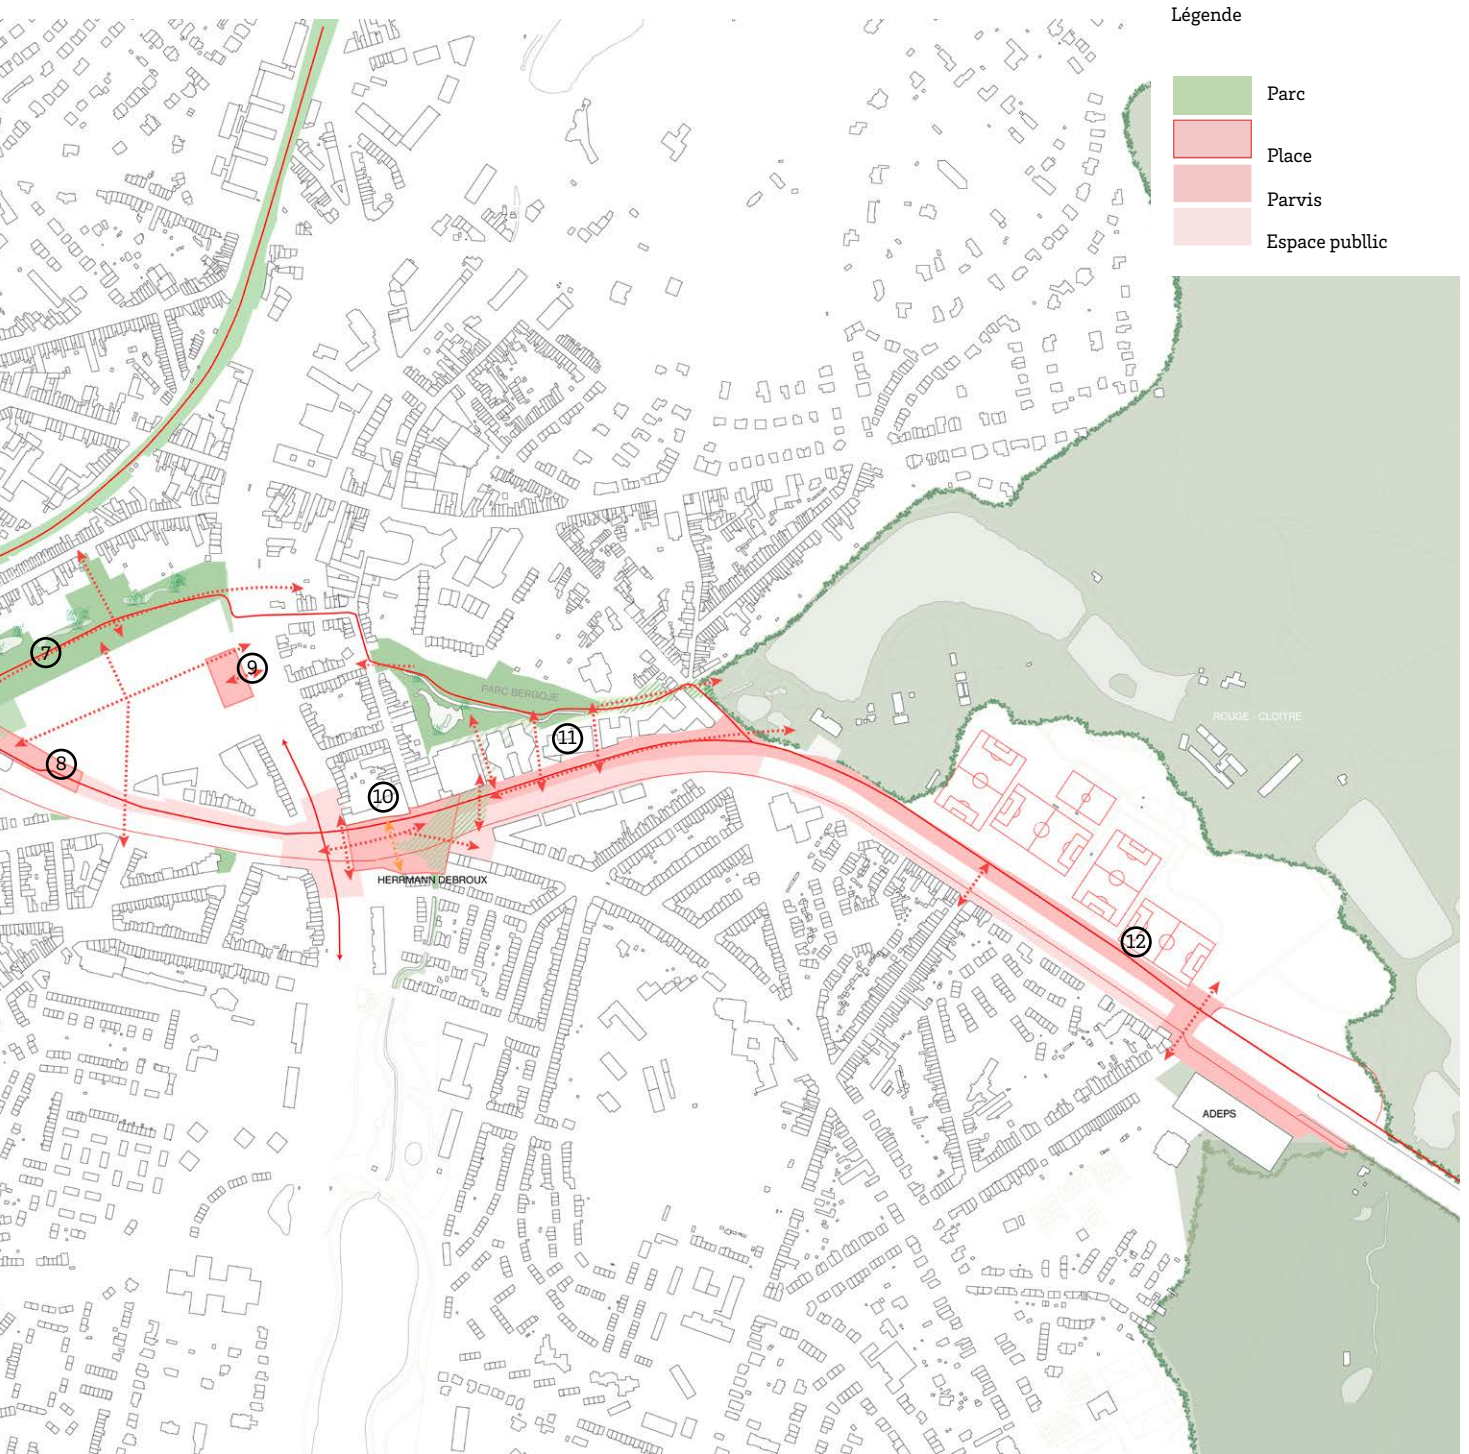 Légende
Parc
Place
Parvis
Espace publlic
7
9
PARC BERGOJE
11
ROUGE - CLOITRE
8
10
HERRMANN DEBROUX
12
ADEPS